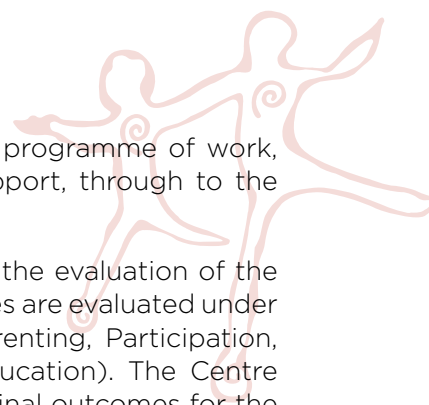 programme of work,
pport, through to the
the evaluation of the
es are evaluated under
renting, Participation,
ucation). The Centre